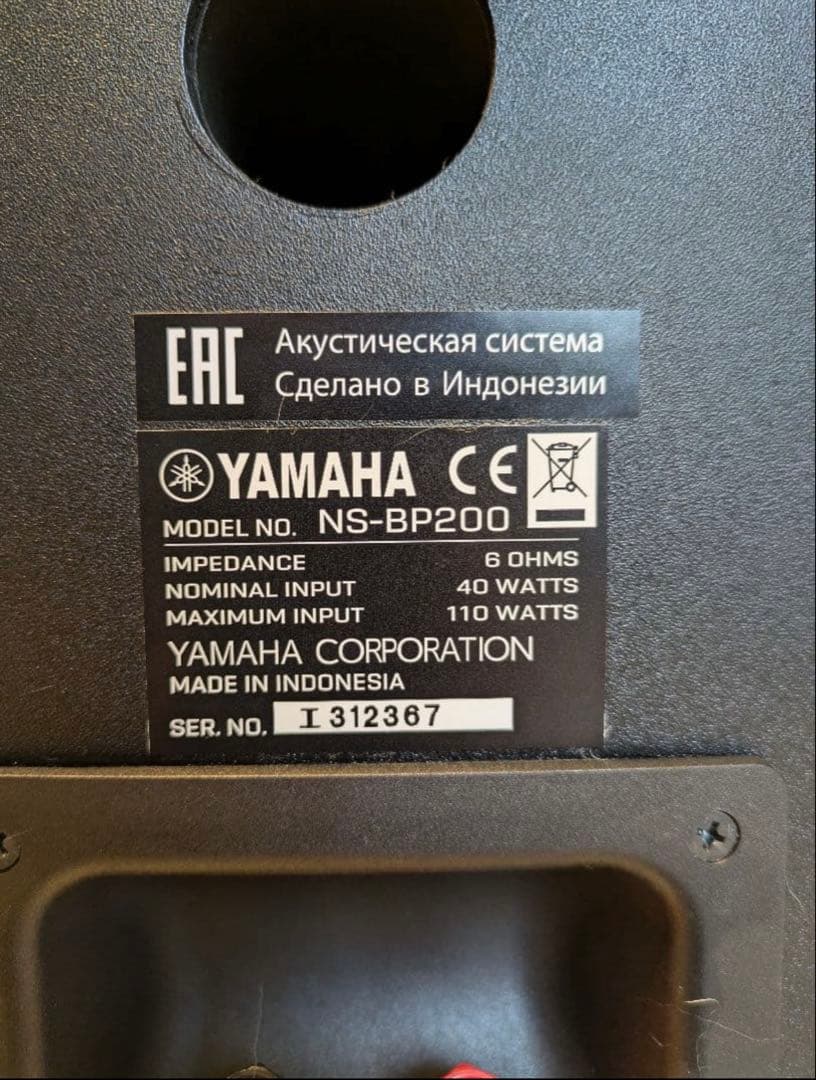 EAC Акустическая система
Сделано в Индонезии
YAMAHA CE
MODEL NO. NS-BP200
IMPEDANCE 6 OHMS
NOMINAL INPUT 40 WATTS
MAXIMUM INPUT 110 WATTS
YAMAHA CORPORATION
MADE IN INDONESIA
SER. NO. I 312367